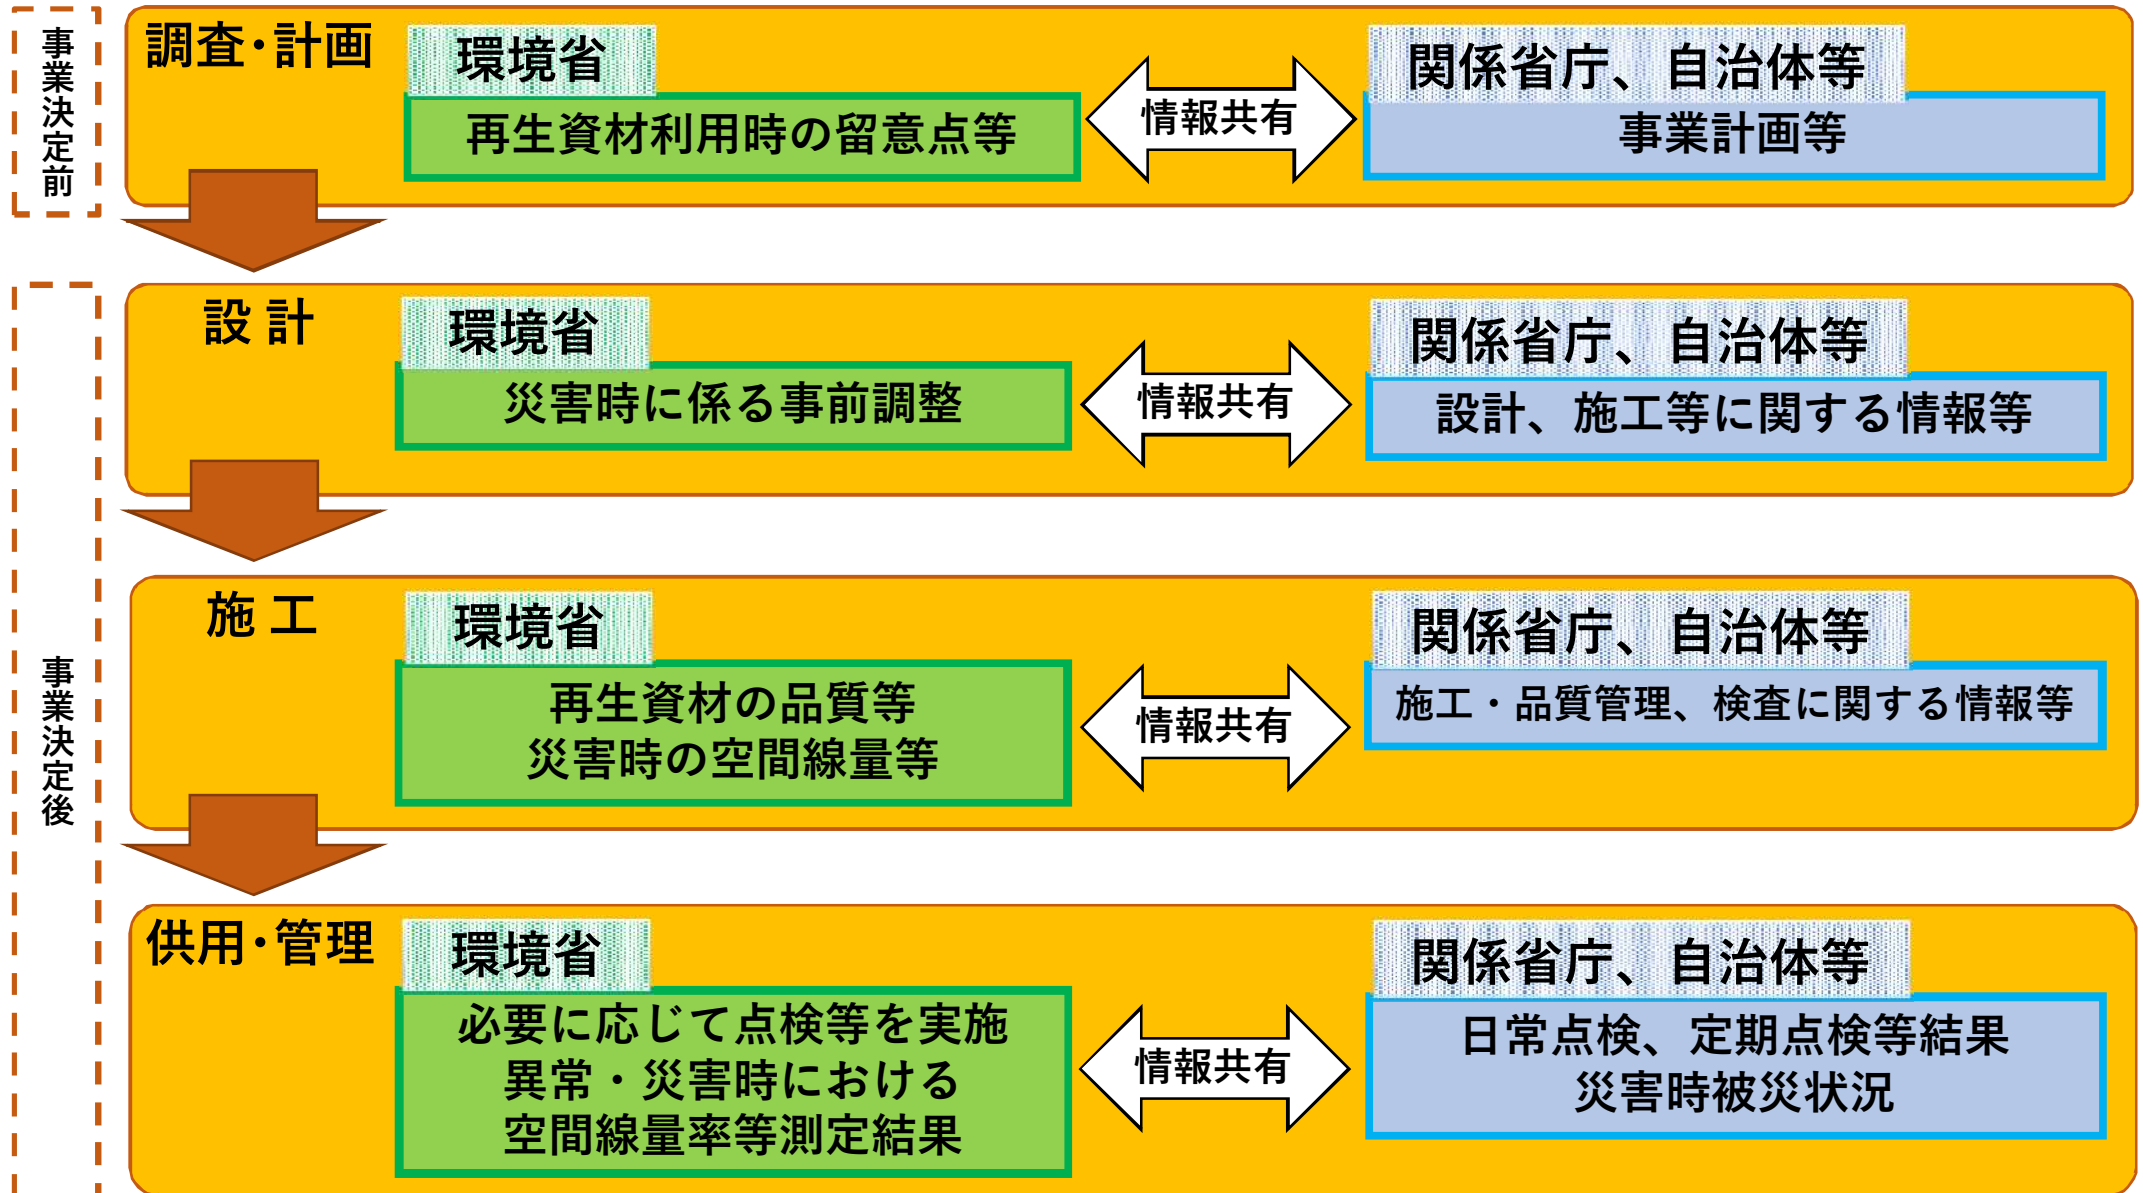 事業決定前
調査・計画
環境省
再生資材利用時の留意点等
情報共有
関係省庁、自治体等
事業計画等
事業決定後
設計
環境省
災害時に係る事前調整
情報共有
関係省庁、自治体等
設計、施工等に関する情報等
施工
環境省
再生資材の品質等
災害時の空間線量等
情報共有
関係省庁、自治体等
施工・品質管理、検査に関する情報等
供用・管理
環境省
必要に応じて点検等を実施
異常・災害時における
空間線量率等測定結果
情報共有
関係省庁、自治体等
日常点検、定期点検等結果
災害時被災状況